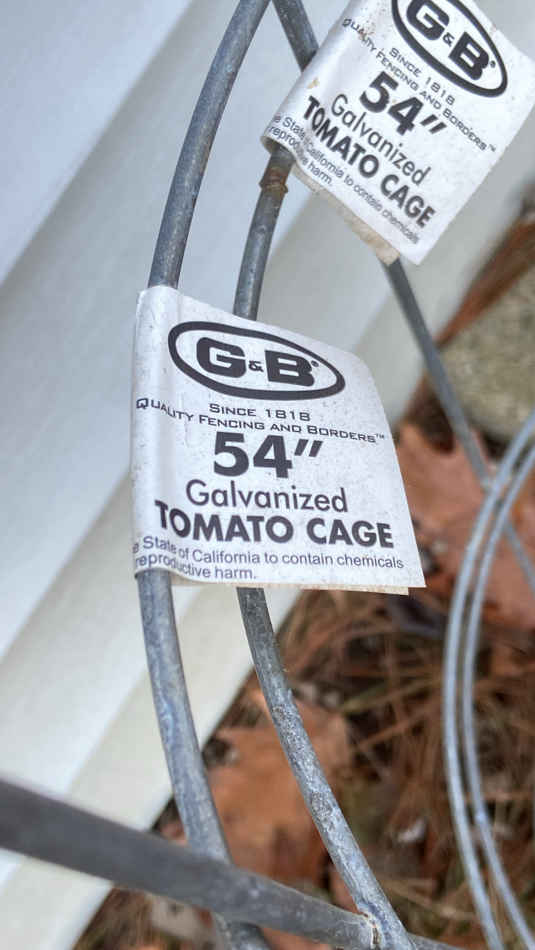 G&B®
SINCE 1818
QUALITY FENCING AND BORDERS™
54"
Galvanized
TOMATO CAGE
State of California to contain chemicals
reproductive harm.
G&B®
SINCE 1818
QUALITY FENCING AND BORDERS™
54"
Galvanized
TOMATO CAGE
e State of California to contain chemicals
reproductive harm.